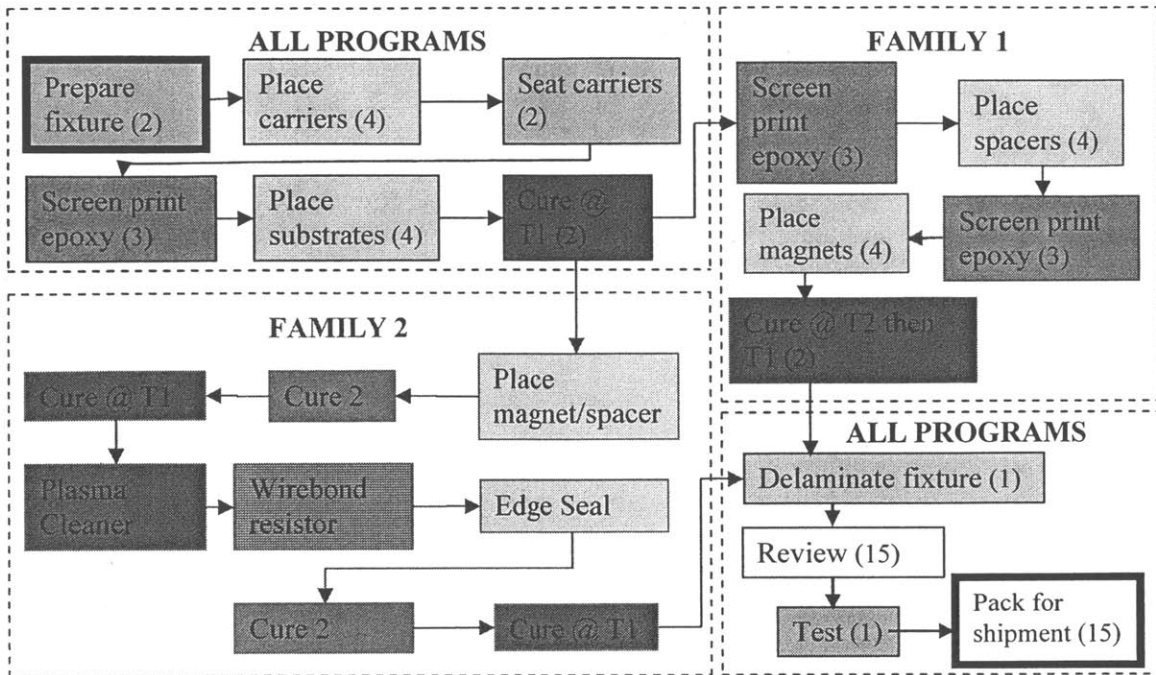 ALL PROGRAMS
Prepare
fixture (2)
Place
carriers (4)
Seat carriers
(2)
Screen print
epoxy (3)
Place
substrates (4)
Cure @
T1 (2)
FAMILY 1
Screen
print
epoxy (3)
Place
spacers (4)
Screen print
epoxy (3)
Place
magnets (4)
Cure @ T2 then
T1 (2)
FAMILY 2
Place
magnet/spacer
Cure 2
Cure @ T1
Plasma
Cleaner
Wirebond
resistor
Edge Seal
Cure 2
Cure @ T1
ALL PROGRAMS
Delaminate fixture (1)
Review (15)
Test (1)
Pack for
shipment (15)